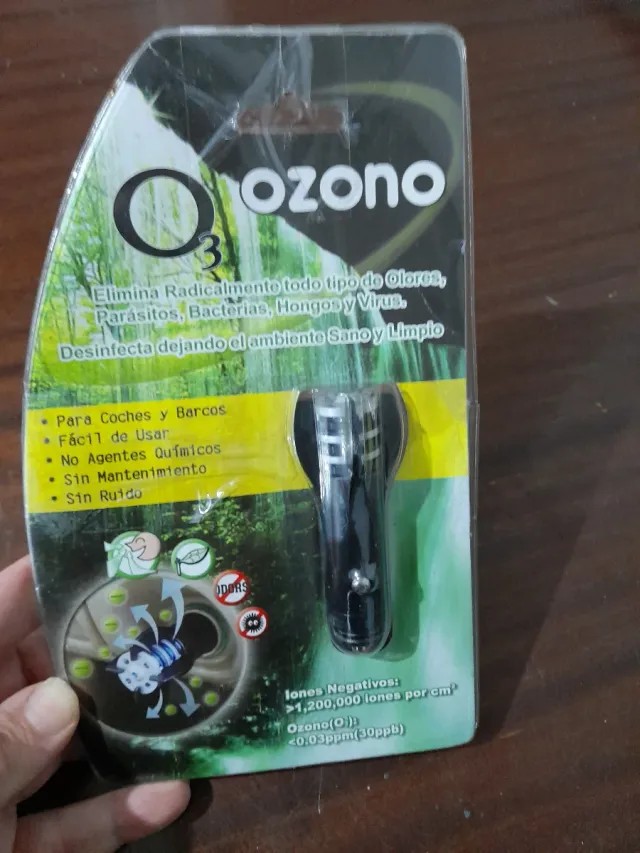 O3
ozono
Elimina Radicalmente todo tipo de Olores,
Parásitos, Bacterias, Hongos y Virus.
Desinfecta dejando el ambiente Sano y Limpio
• Para Coches y Barcos
• Fácil de Usar
• No Agentes Químicos
• Sin Mantenimiento
• Sin Ruido
ODORS
Iones Negativos:
>1,200,000 iones por cm³
Ozono(O ):
<0.03ppm(30ppb)